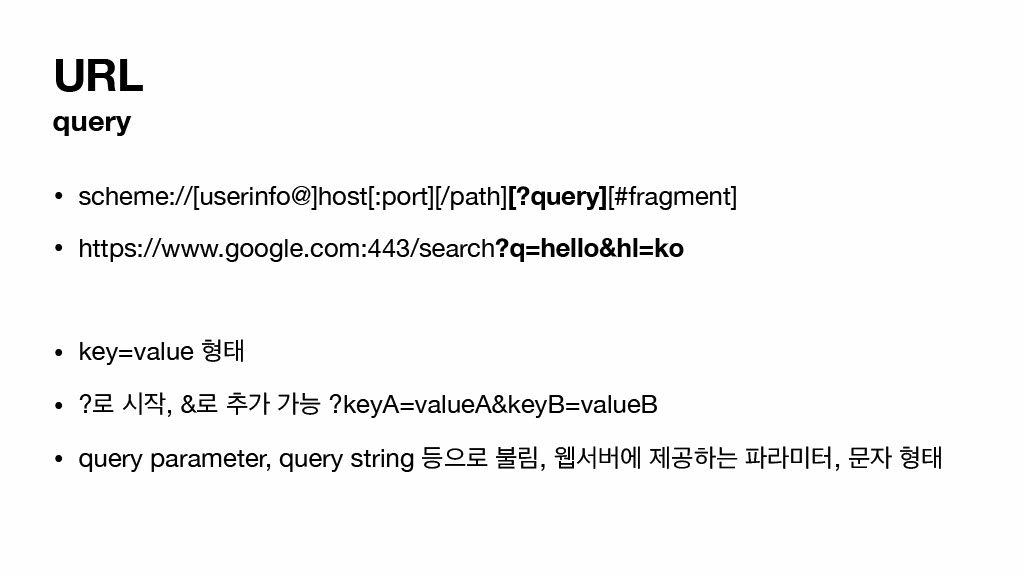 URL
query
• scheme://[userinfo@]host[:port][/path][?query][#fragment]
• https://www.google.com:443/search?q=hello&hl=ko
• key=value 형태
• ?로 시작, &로 추가 가능 ?keyA=valueA&keyB=valueB
• query parameter, query string 등으로 불림, 웹서버에 제공하는 파라미터, 문자 형태